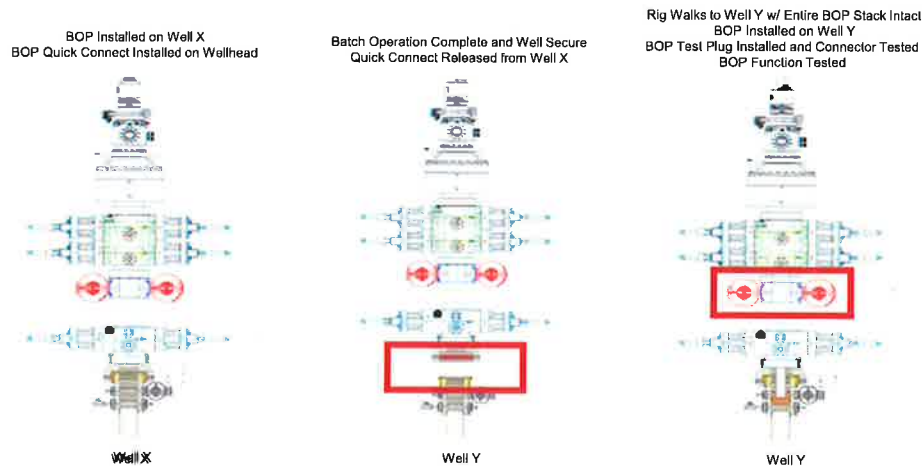 BOP Installed on Well X
BOP Quick Connect Installed on Wellhead
Batch Operation Complete and Well Secure
Quick Connect Released from Well X
Rig Walks to Well Y w/ Entire BOP Stack Intact
BOP Installed on Well Y
BOP Test Plug Installed and Connector Tested
BOP Function Tested
Well X
Well Y
Well Y